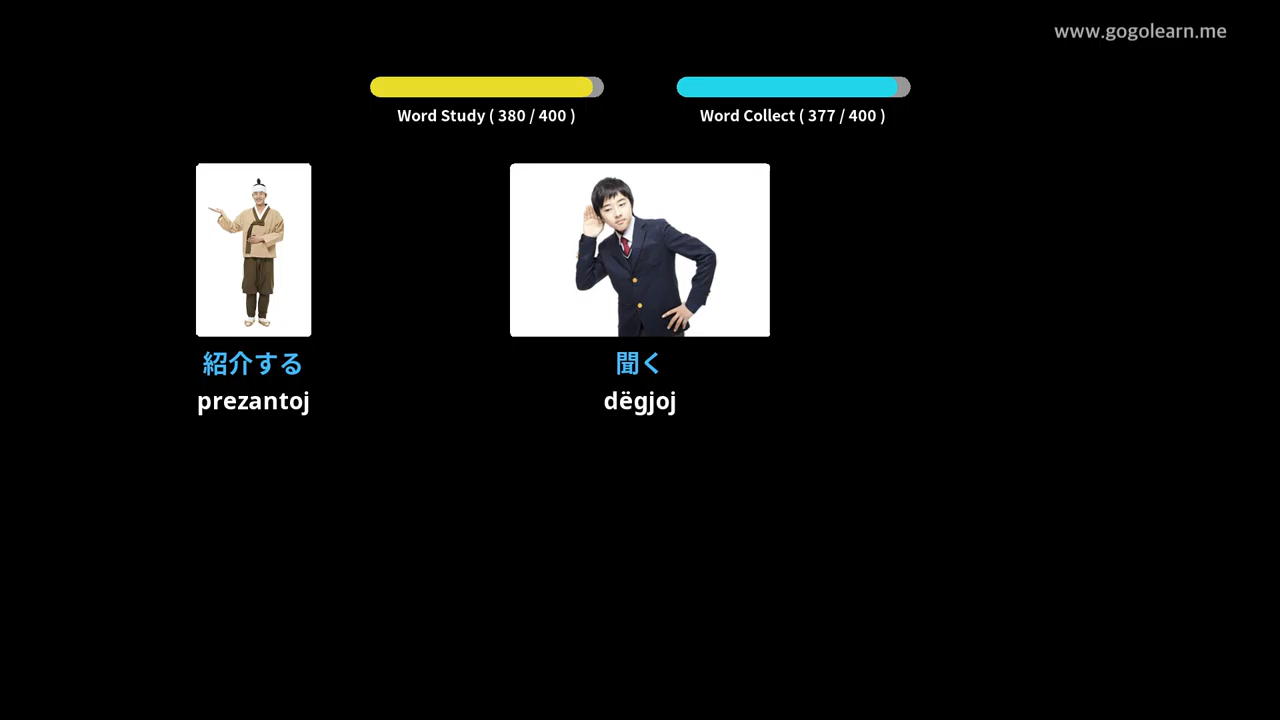 www.gogolearn.me
Word Study ( 380 / 400 )
Word Collect ( 377 / 400 )
紹介する
prezantoj
聞く
dëgjoj